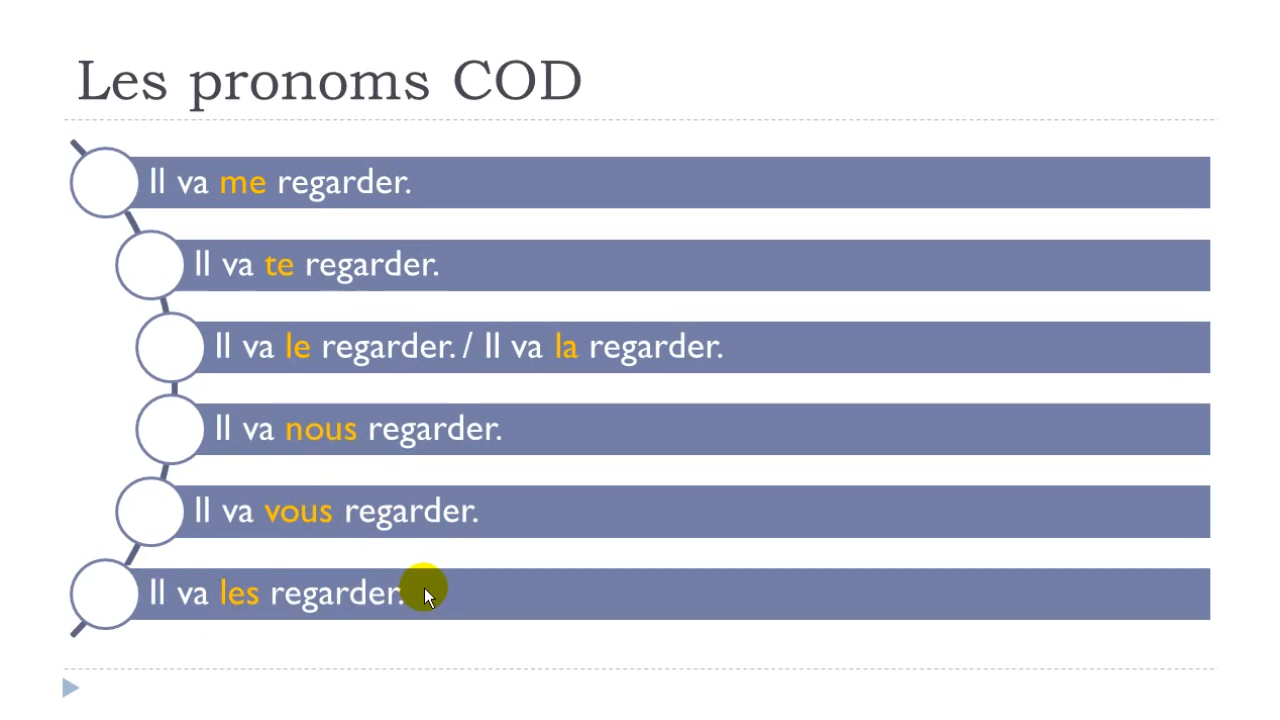 Les pronoms COD
Il va me regarder.
Il va te regarder.
Il va le regarder. / Il va la regarder.
Il va nous regarder.
Il va vous regarder.
Il va les regarder.